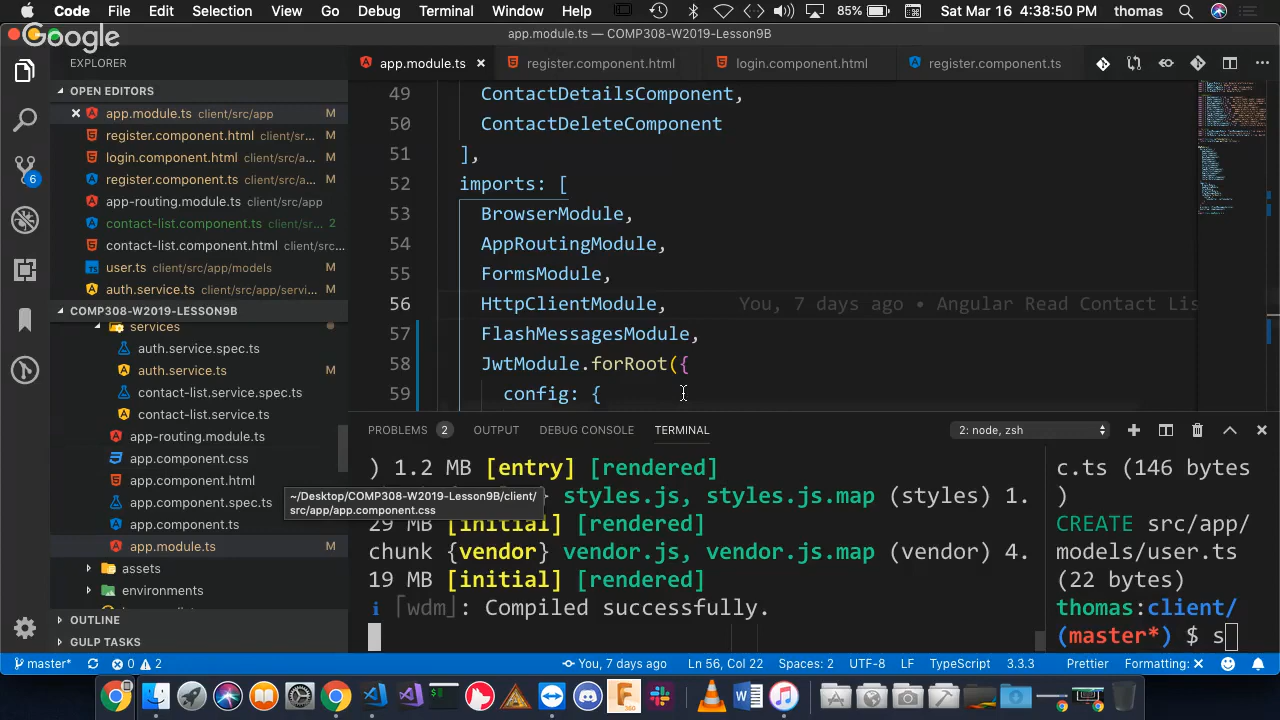 Code File Edit Selection View Go Debug Terminal Window Help 85% Sat Mar 16 4:38:50 PM thomas
Google
app.module.ts — COMP308-W2019-Lesson9B
EXPLORER
app.module.ts
register.component.html
login.component.html
register.component.ts
OPEN EDITORS
app.module.ts client/src/app M
register.component.html client/sr... M
login.component.html client/src/a... M
register.component.ts client/src/a... M
app-routing.module.ts client/src/app
contact-list.component.ts client/sr... 2
contact-list.component.html client/src...
user.ts client/src/app/models M
auth.service.ts client/src/app/servi... M
6
COMP308-W2019-LESSON9B
services
auth.service.spec.ts
auth.service.ts M
contact-list.service.spec.ts
contact-list.service.ts
app-routing.module.ts
app.component.css
app.component.html
app.component.spec.ts
app.component.ts
app.module.ts M
assets
environments
OUTLINE
GULP TASKS
~/Desktop/COMP308-W2019-Lesson9B/client/
src/app/app.component.css
49 ContactDetailsComponent,
50 ContactDeleteComponent
51 ],
52 imports: [
53 BrowserModule,
54 AppRoutingModule,
55 FormsModule,
56 HttpClientModule, You, 7 days ago • Angular Read Contact Lis
57 FlashMessagesModule,
58 JwtModule.forRoot({
59 config: {
PROBLEMS 2 OUTPUT DEBUG CONSOLE TERMINAL 2: node, zsh
) 1.2 MB [entry] [rendered]
styles.js, styles.js.map (styles) 1.
29 MB [initial] [rendered]
chunk {vendor} vendor.js, vendor.js.map (vendor) 4.
19 MB [initial] [rendered]
i ｢wdm｣: Compiled successfully.
c.ts (146 bytes
)
CREATE src/app/
models/user.ts
(22 bytes)
thomas:client/
(master*) $ s
master* 0 2 You, 7 days ago Ln 56, Col 22 Spaces: 2 UTF-8 LF TypeScript 3.3.3 Prettier Formatting: ✕